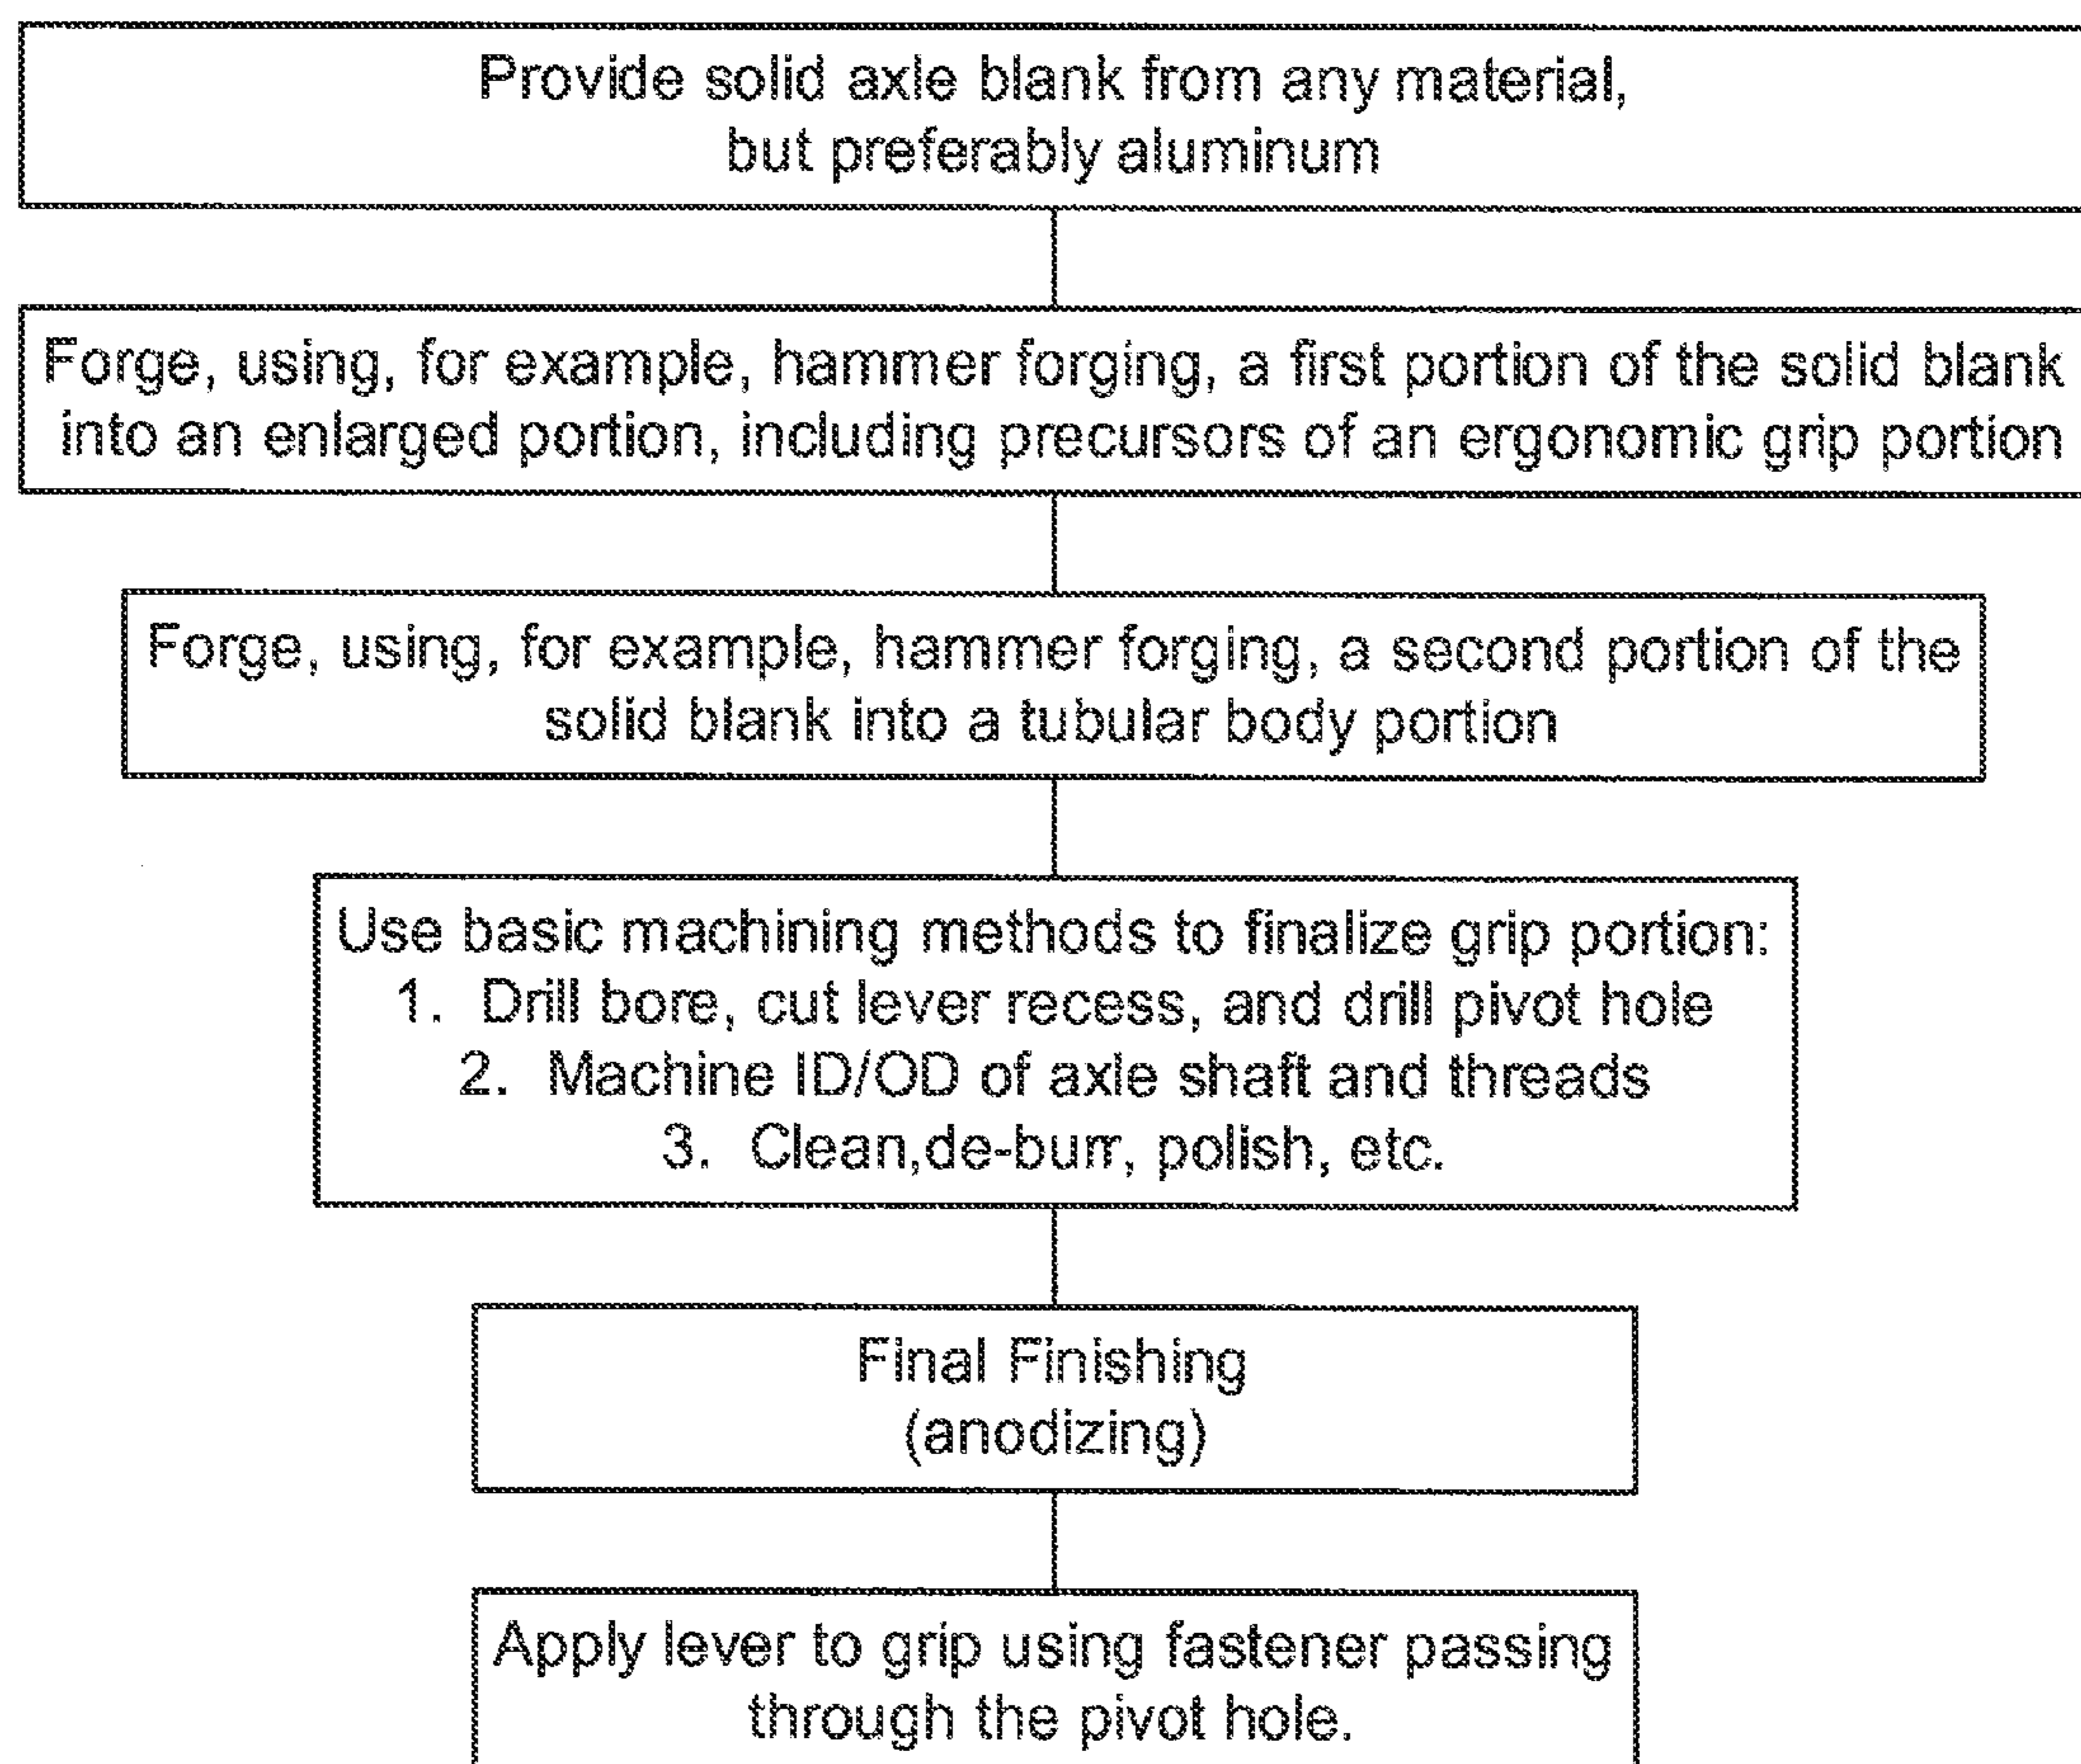 Provide solid axle blank from any material,
but preferably aluminum
Forge, using, for example, hammer forging, a first portion of the solid blank
into an enlarged portion, including precursors of an ergonomic grip portion
Forge, using, for example, hammer forging, a second portion of the
solid blank into a tubular body portion
Use basic machining methods to finalize grip portion:
1. Drill bore, cut lever recess, and drill pivot hole
2. Machine ID/OD of axle shaft and threads
3. Clean,de-burr, polish, etc.
Final Finishing
(anodizing)
Apply lever to grip using fastener passing
through the pivot hole.